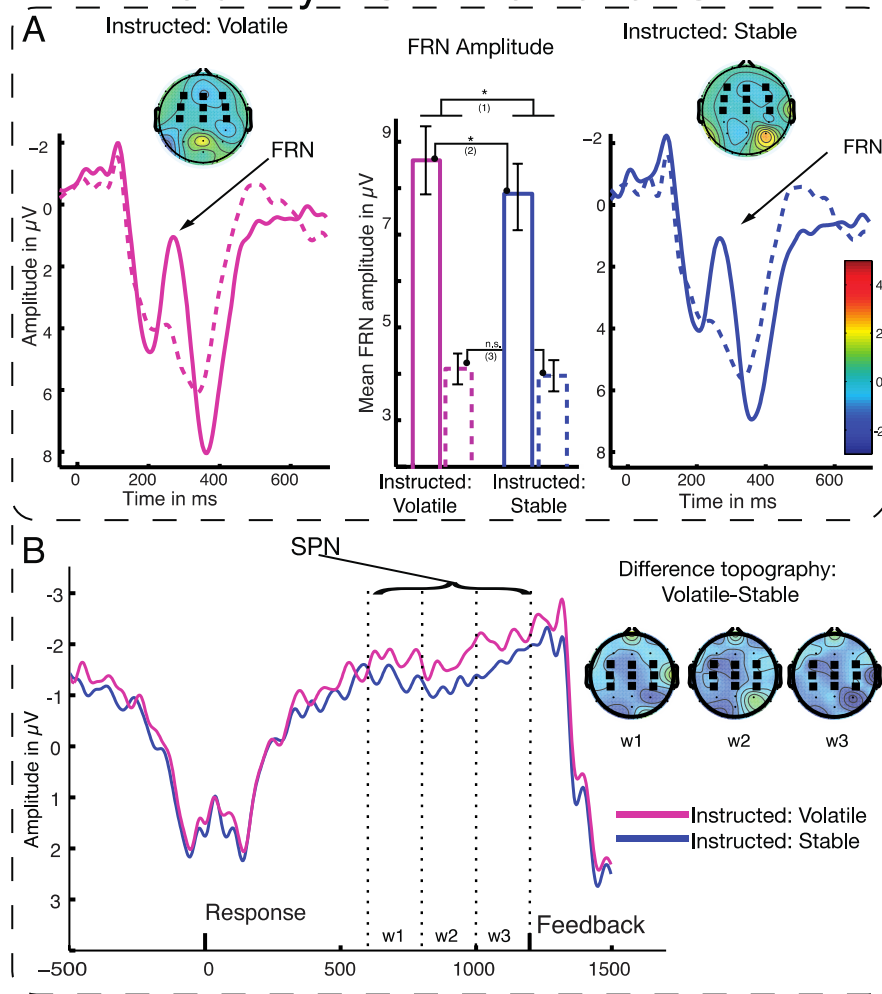 A
Instructed: Volatile
FRN Amplitude
Instructed: Stable
FRN
FRN
*
(1)
*
(2)
n,s,
(3)
Amplitude in µV
−2
0
2
4
6
8
0
200
400
600
Time in ms
Mean FRN amplitude in µV
9
7
5
3
Instructed:
Volatile
Instructed:
Stable
−2
0
2
4
6
8
0
200
400
600
Time in ms
4
2
0
-2
B
SPN
Difference topography:
Volatile-Stable
w1
w2
w3
Instructed: Volatile
Instructed: Stable
Amplitude in µV
-3
-2
-1
0
1
2
3
Response
w1
w2
w3
Feedback
−500
0
500
1000
1500